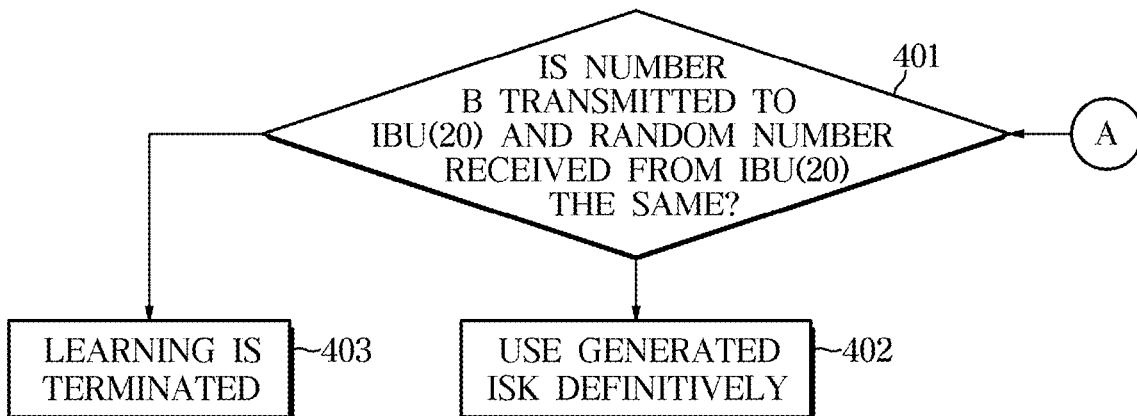 IS NUMBER
B TRANSMITTED TO
IBU(20) AND RANDOM NUMBER
RECEIVED FROM IBU(20)
THE SAME?
401
A
LEARNING IS
TERMINATED
403
USE GENERATED
ISK DEFINITIVELY
402